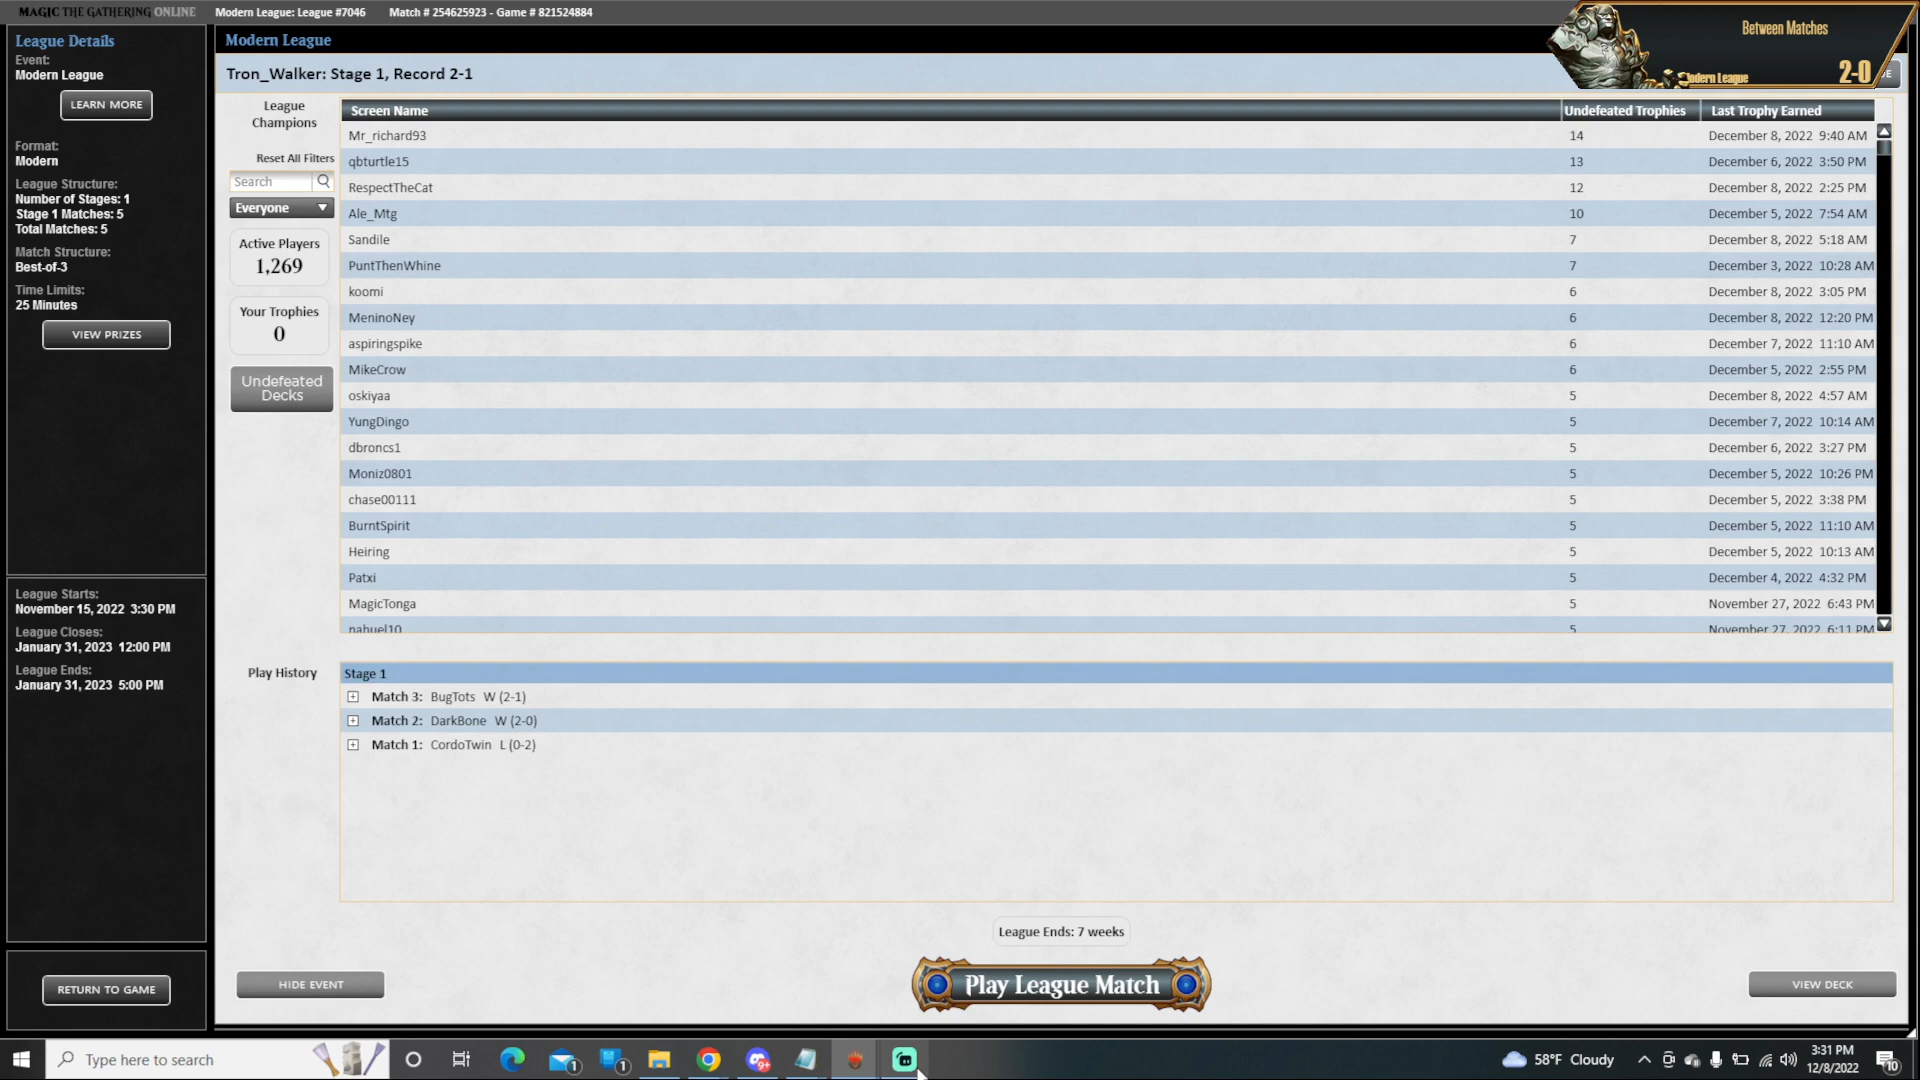 MAGIC THE GATHERING ONLINE
Modern League: League #7046
Match # 254625923 - Game # 821524884
Between Matches
Modern League
2-0
League Details
Event:
Modern League
LEARN MORE
Format:
Modern
League Structure:
Number of Stages: 1
Stage 1 Matches: 5
Total Matches: 5
Match Structure:
Best-of-3
Time Limits:
25 Minutes
VIEW PRIZES
League Starts:
November 15, 2022 3:30 PM
League Closes:
January 31, 2023 12:00 PM
League Ends:
January 31, 2023 5:00 PM
RETURN TO GAME
Modern League
Tron_Walker: Stage 1, Record 2-1
League
Champions
Reset All Filters
Search
Everyone
Active Players
1,269
Your Trophies
0
Undefeated
Decks
Screen Name Undefeated Trophies Last Trophy Earned
Mr_richard93 14 December 8, 2022 9:40 AM
qbturtle15 13 December 6, 2022 3:50 PM
RespectTheCat 12 December 8, 2022 2:25 PM
Ale_Mtg 10 December 5, 2022 7:54 AM
Sandile 7 December 8, 2022 5:18 AM
PuntThenWhine 7 December 3, 2022 10:28 AM
koomi 6 December 8, 2022 3:05 PM
MeninoNey 6 December 8, 2022 12:20 PM
aspiringspike 6 December 7, 2022 11:10 AM
MikeCrow 6 December 5, 2022 2:55 PM
oskiyaa 5 December 8, 2022 4:57 AM
YungDingo 5 December 7, 2022 10:14 AM
dbroncs1 5 December 6, 2022 3:27 PM
Moniz0801 5 December 5, 2022 10:26 PM
chase00111 5 December 5, 2022 3:38 PM
BurntSpirit 5 December 5, 2022 11:10 AM
Heiring 5 December 5, 2022 10:13 AM
Patxi 5 December 4, 2022 4:32 PM
MagicTonga 5 November 27, 2022 6:43 PM
nahuel10 5 November 27, 2022 6:11 PM
Play History
Stage 1
Match 3: BugTots W (2-1)
Match 2: DarkBone W (2-0)
Match 1: CordoTwin L (0-2)
League Ends: 7 weeks
HIDE EVENT
Play League Match
VIEW DECK
Type here to search
1
1
9+
58°F Cloudy
3:31 PM
12/8/2022
10